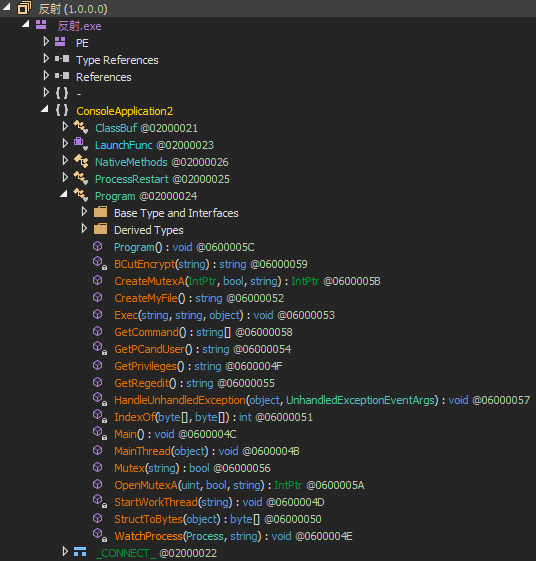 反射 (1.0.0.0)
反射.exe
PE
Type References
References
{ } -
{ } ConsoleApplication2
ClassBuf @02000021
LaunchFunc @02000023
NativeMethods @02000026
ProcessRestart @02000025
Program @02000024
Base Type and Interfaces
Derived Types
Program() : void @0600005C
BCutEncrypt(string) : string @06000059
CreateMutexA(IntPtr, bool, string) : IntPtr @0600005B
CreateMyFile() : string @06000052
Exec(string, string, object) : void @06000053
GetCommand() : string[] @06000058
GetPCandUser() : string @06000054
GetPrivileges() : string @0600004F
GetRegedit() : string @06000055
HandleUnhandledException(object, UnhandledExceptionEventArgs) : void @06000057
IndexOf(byte[], byte[]) : int @06000051
Main() : void @0600004C
MainThread(object) : void @0600004B
Mutex(string) : bool @06000056
OpenMutexA(uint, bool, string) : IntPtr @0600005A
StartWorkThread(string) : void @0600004D
StructToBytes(object) : byte[] @06000050
WatchProcess(Process, string) : void @0600004E
_CONNECT_ @02000022